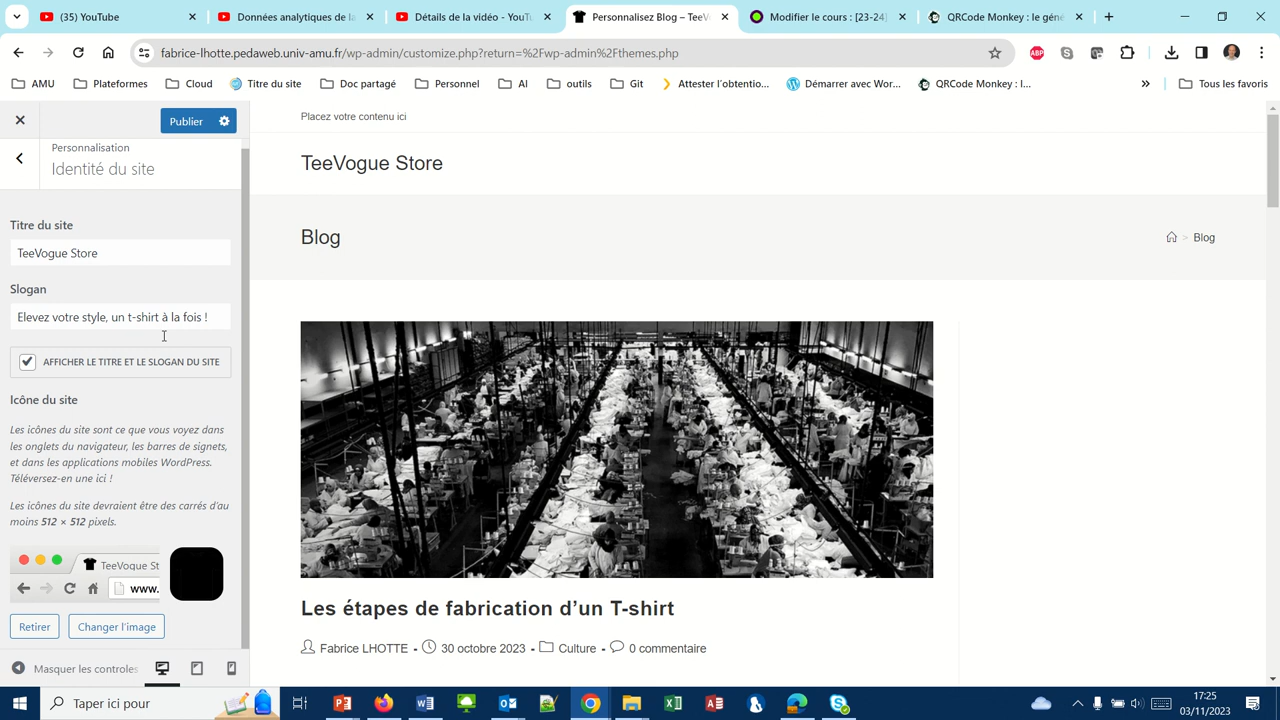 (35) YouTube
Données analytiques de la
Détails de la vidéo - YouTu
Personnalisez Blog – TeeV
Modifier le cours : [23-24]
QRCode Monkey : le géné
fabrice-lhotte.pedaweb.univ-amu.fr/wp-admin/customize.php?return=%2Fwp-admin%2Fthemes.php
ABP
AMU
Plateformes
Cloud
Titre du site
Doc partagé
Personnel
AI
outils
Git
Attester l'obtentio...
Démarrer avec Wor...
QRCode Monkey : l...
Tous les favoris
Publier
Personnalisation
Identité du site
Titre du site
TeeVogue Store
Slogan
Elevez votre style, un t-shirt à la fois !
AFFICHER LE TITRE ET LE SLOGAN DU SITE
Icône du site
Les icônes du site sont ce que vous voyez dans
les onglets du navigateur, les barres de signets,
et dans les applications mobiles WordPress.
Téléversez-en une ici !
Les icônes du site devraient être des carrés d'au
moins 512 × 512 pixels.
TeeVogue St
www.
Retirer
Changer l'image
Masquer les controles
Placez votre contenu ici
TeeVogue Store
Blog
> Blog
Les étapes de fabrication d'un T-shirt
Fabrice LHOTTE - 30 octobre 2023 - Culture - 0 commentaire
Taper ici pour
17:25
03/11/2023